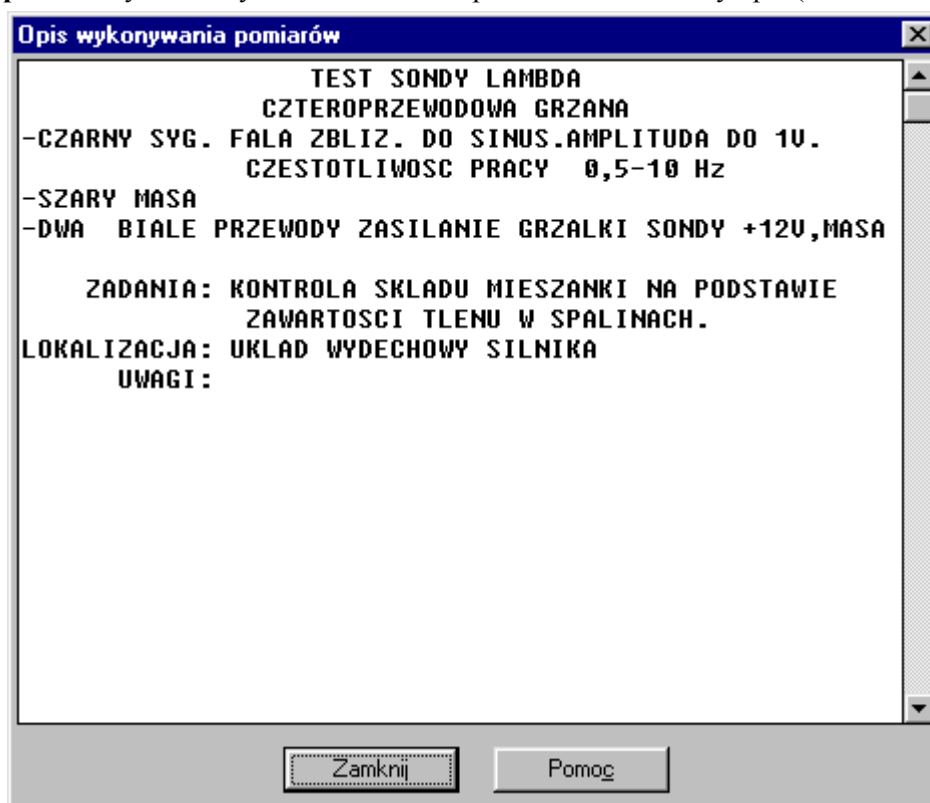 Opis wykonywania pomiarów
TEST SONDY LAMBDA
CZTEROPRZEWODOWA GRZANA
-CZARNY SYG. FALA ZBLIZ. DO SINUS.AMPLITUDA DO 1V.
CZESTOTLIWOSC PRACY 0,5-10 Hz
-SZARY MASA
-DWA BIALE PRZEWODY ZASILANIE GRZALKI SONDY +12V,MASA
ZADANIA: KONTROLA SKLADU MIESZANKI NA PODSTAWIE
ZAWARTOSCI TLENU W SPALINACH.
LOKALIZACJA: UKLAD WYDECHOWY SILNIKA
UWAGI:
Zamknij Pomoc